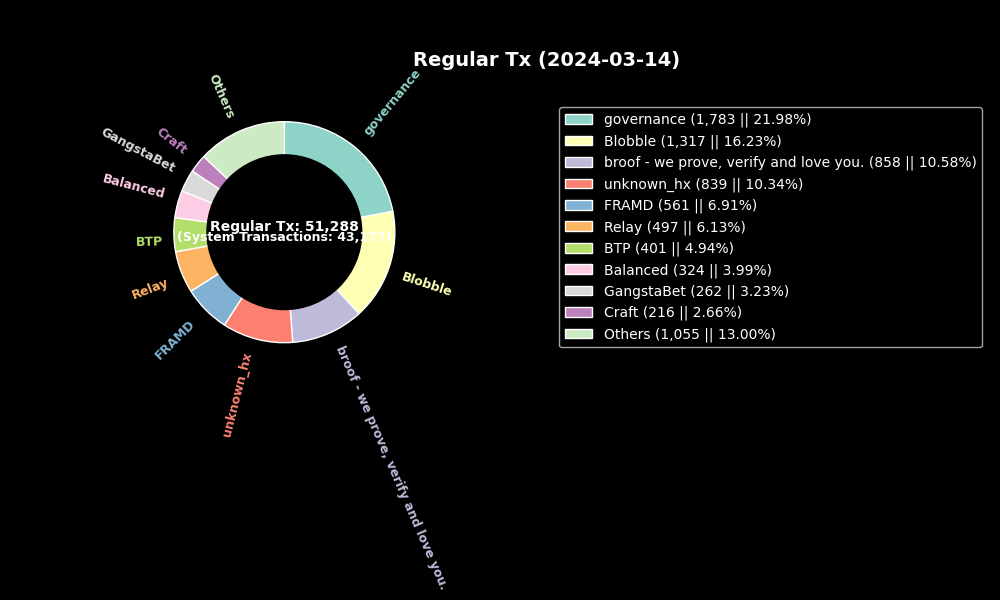 Regular Tx (2024-03-14)
governance
Blobble
broof - we prove, verify and love you.
unknown_hx
FRAMD
Relay
BTP
Balanced
GangstaBet
Craft
Others
Regular Tx: 51,288
(System Transactions: 43,177)
governance (1,783 || 21.98%)
Blobble (1,317 || 16.23%)
broof - we prove, verify and love you. (858 || 10.58%)
unknown_hx (839 || 10.34%)
FRAMD (561 || 6.91%)
Relay (497 || 6.13%)
BTP (401 || 4.94%)
Balanced (324 || 3.99%)
GangstaBet (262 || 3.23%)
Craft (216 || 2.66%)
Others (1,055 || 13.00%)